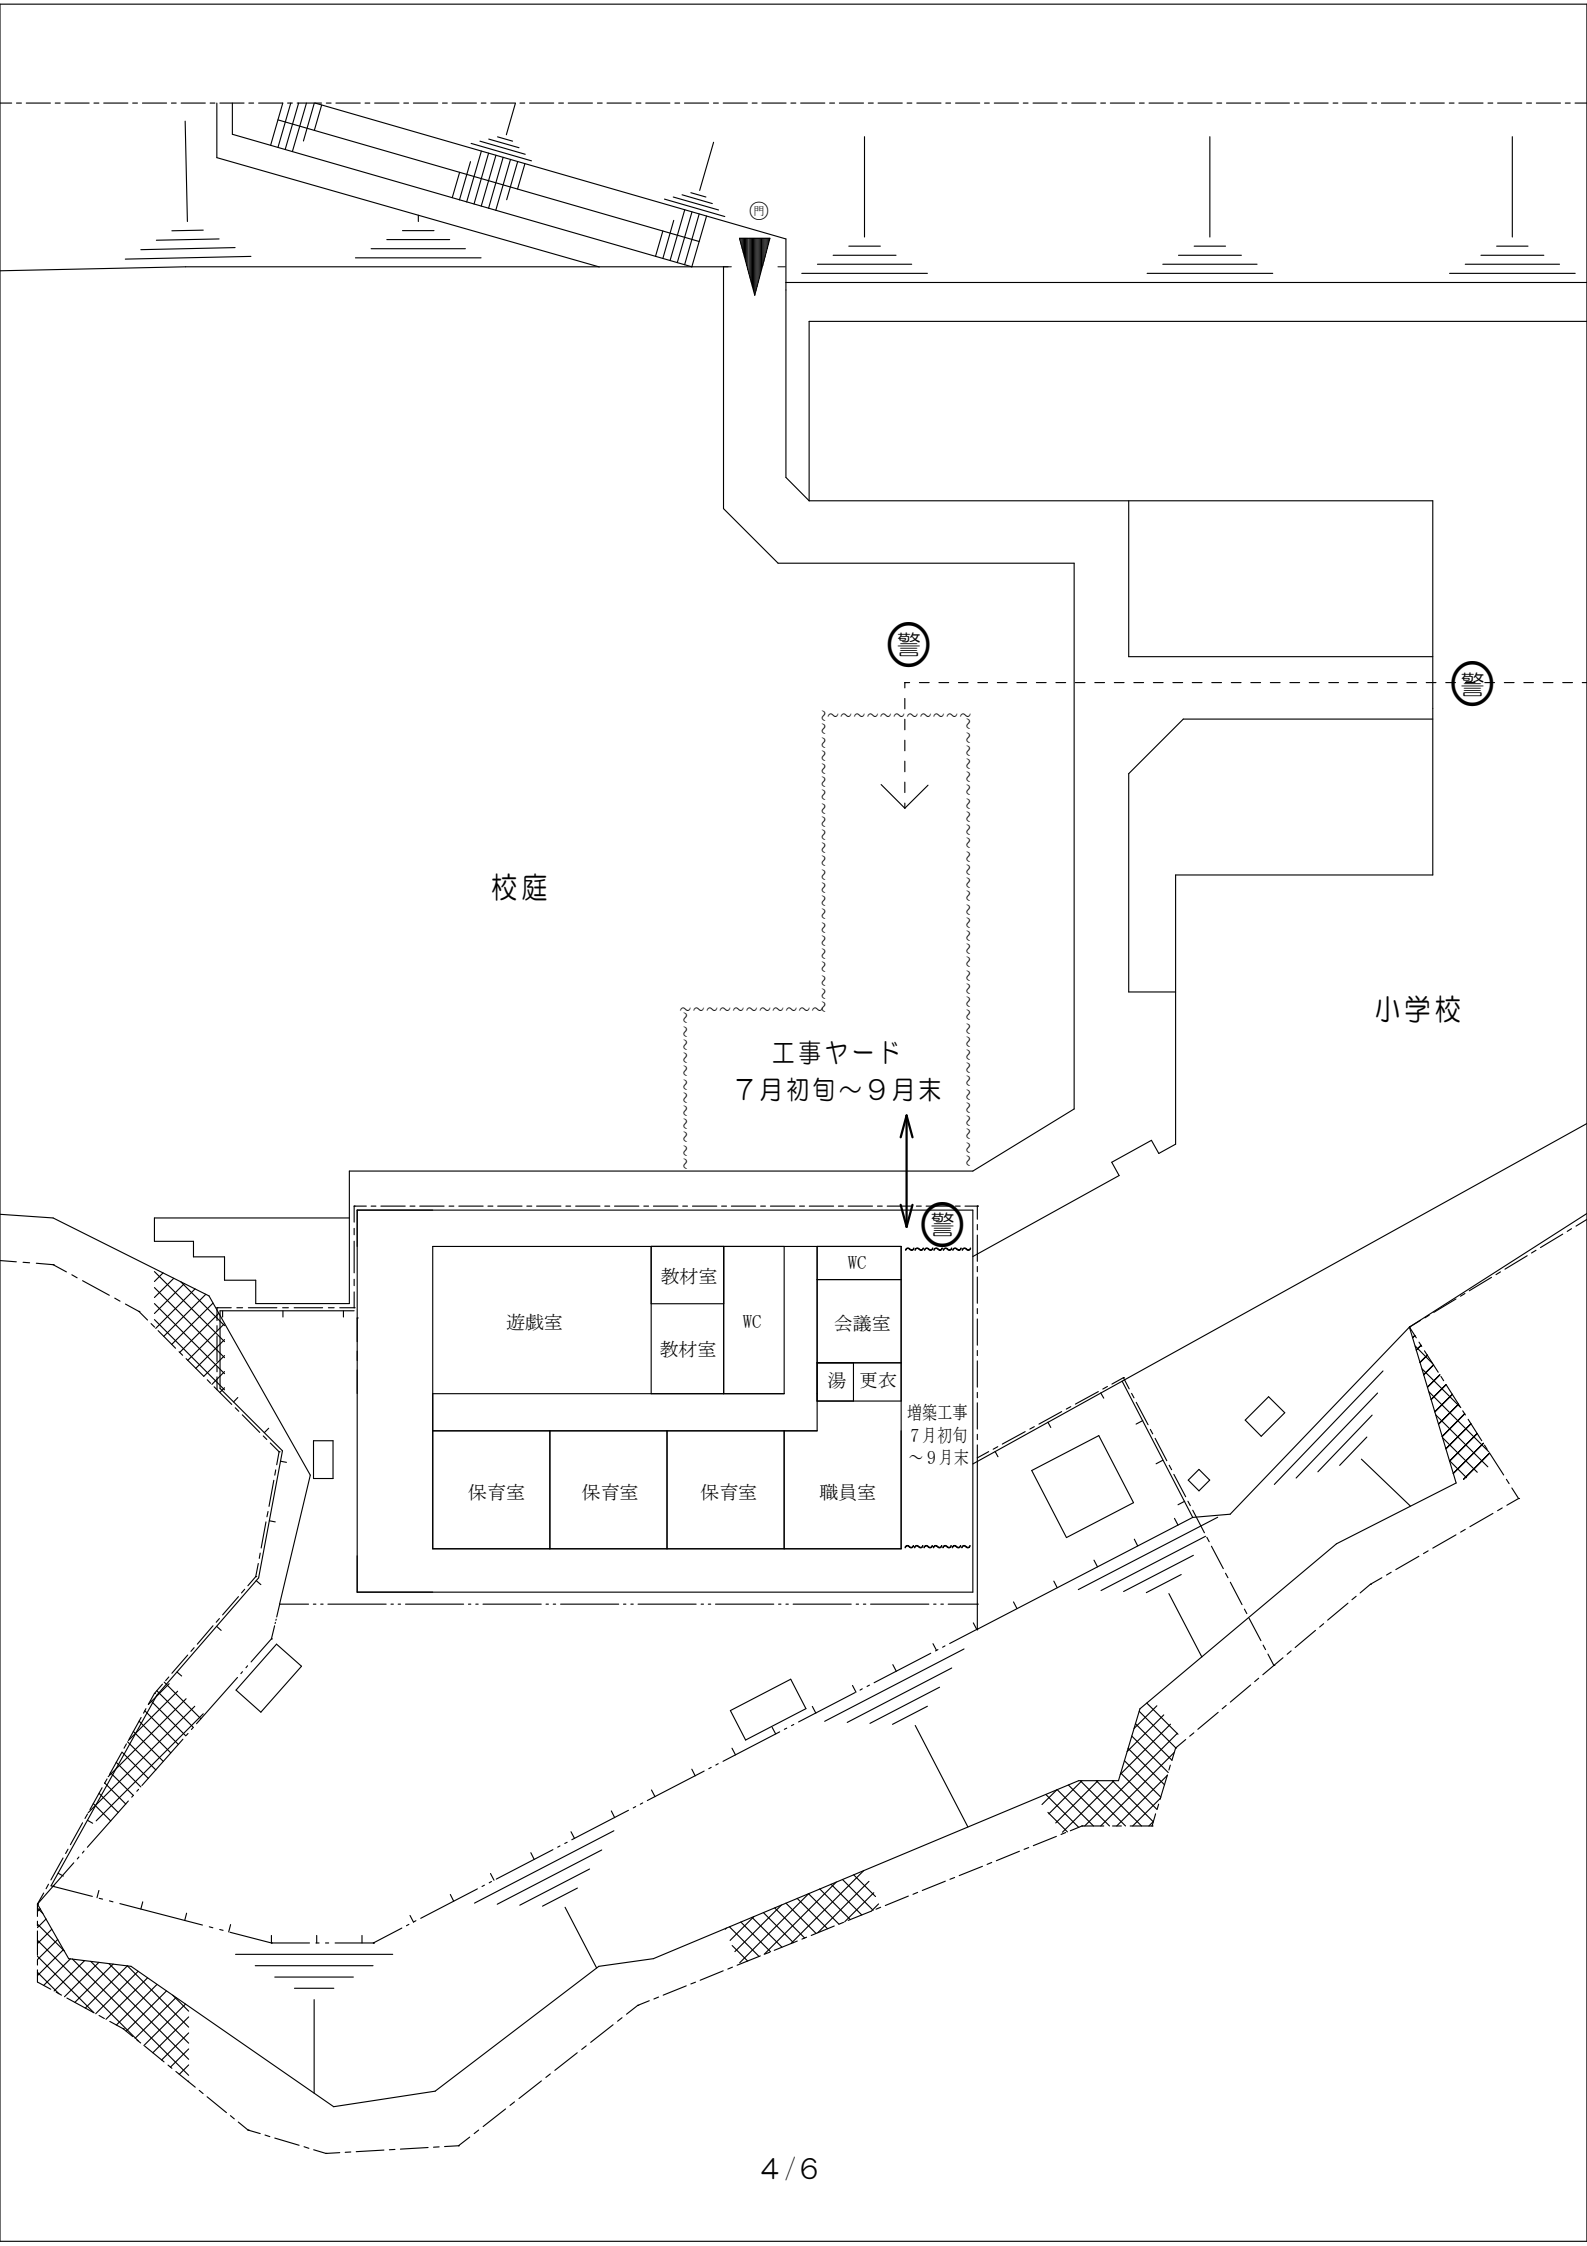 門
警
警
校庭
小学校
工事ヤード
7月初旬～9月末
警
遊戯室
教材室
教材室
WC
WC
会議室
湯
更衣
増築工事
7月初旬
～9月末
保育室
保育室
保育室
職員室
4/6